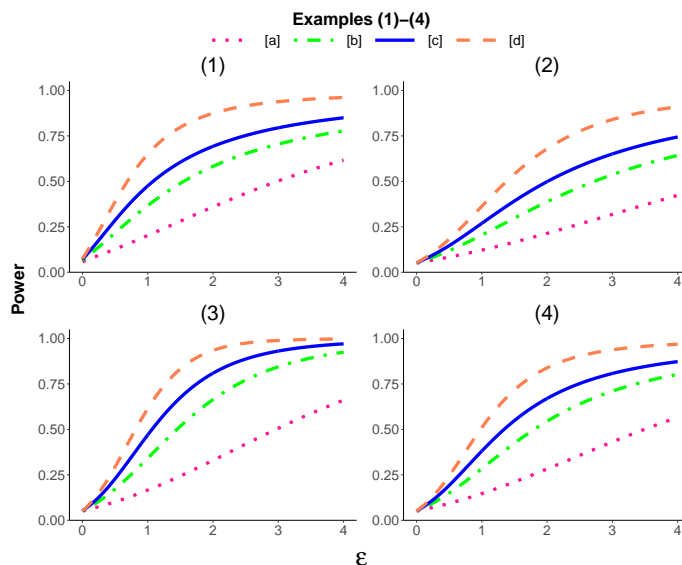 Examples (1)–(4)
[a] [b] [c] [d]
(1) (2)
1.00 1.00
0.75 0.75
0.50 0.50
0.25 0.25
0.00 0.00
0 1 2 3 4 0 1 2 3 4
Power
(3) (4)
1.00 1.00
0.75 0.75
0.50 0.50
0.25 0.25
0.00 0.00
0 1 2 3 4 0 1 2 3 4
ε